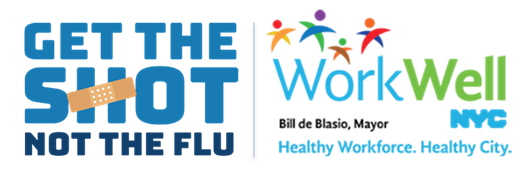 GET THE
SHOT
NOT THE FLU
WorkWell
NYC
Bill de Blasio, Mayor
Healthy Workforce. Healthy City.